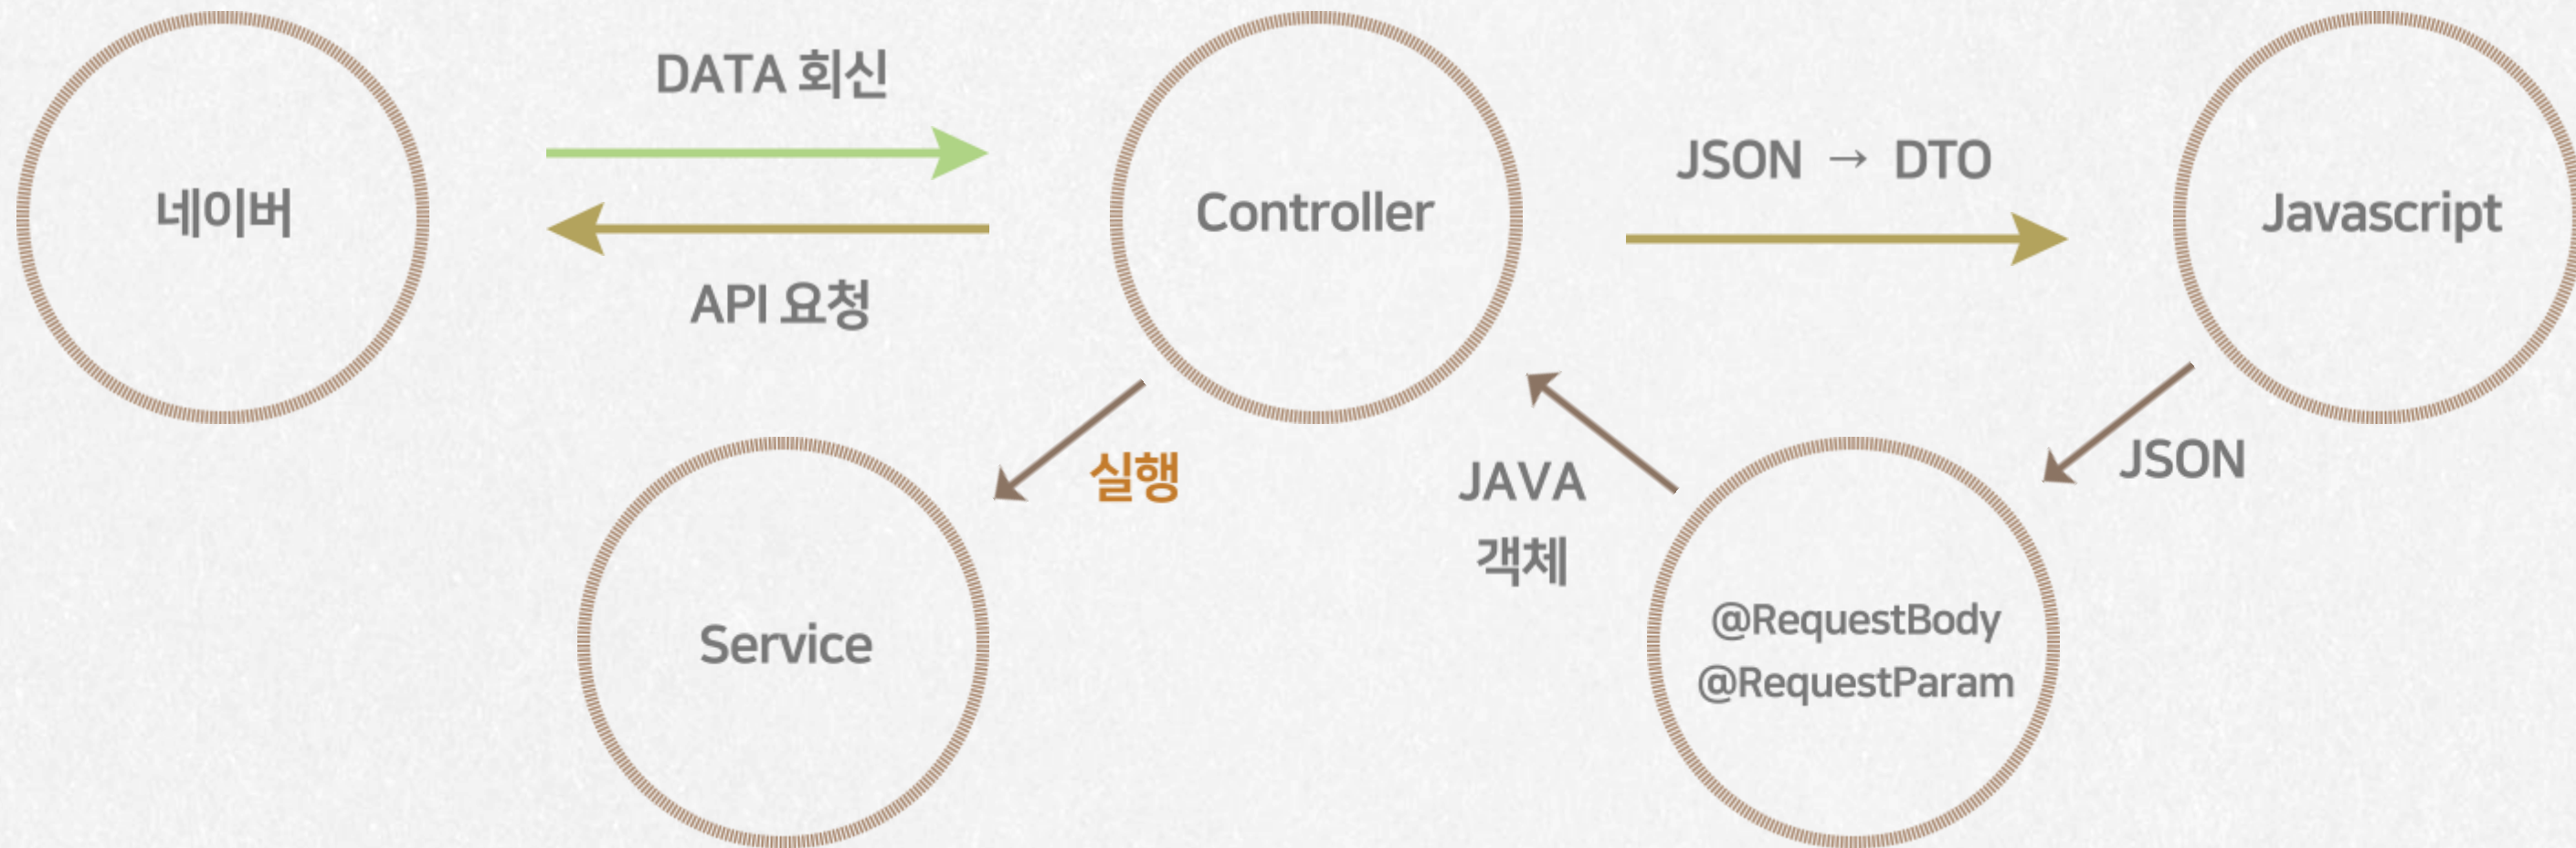 DATA 회신
네이버
API 요청
Controller
JSON → DTO
Javascript
실행
Service
JAVA
객체
JSON
@RequestBody
@RequestParam